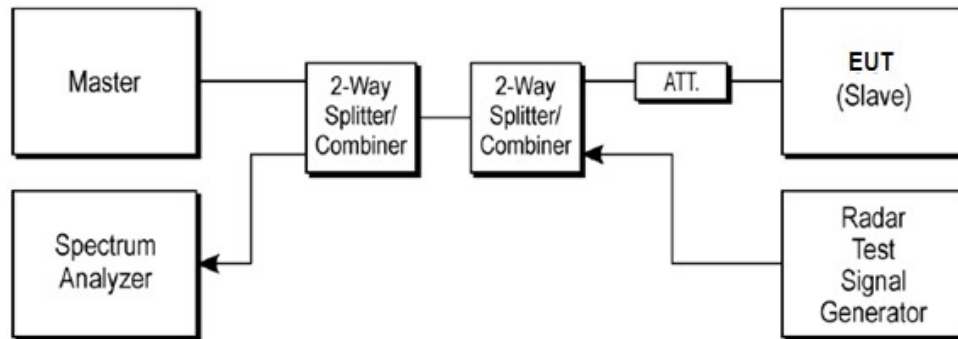 Master
2-Way
Splitter/
Combiner
2-Way
Splitter/
Combiner
ATT.
EUT
(Slave)
Spectrum
Analyzer
Radar
Test
Signal
Generator